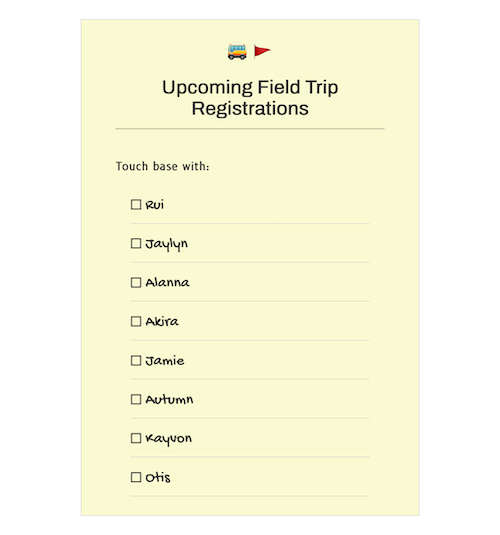 Upcoming Field Trip
Registrations
Touch base with:
Rui
Jaylyn
Alanna
Akira
Jamie
Autumn
Kayvon
Otis